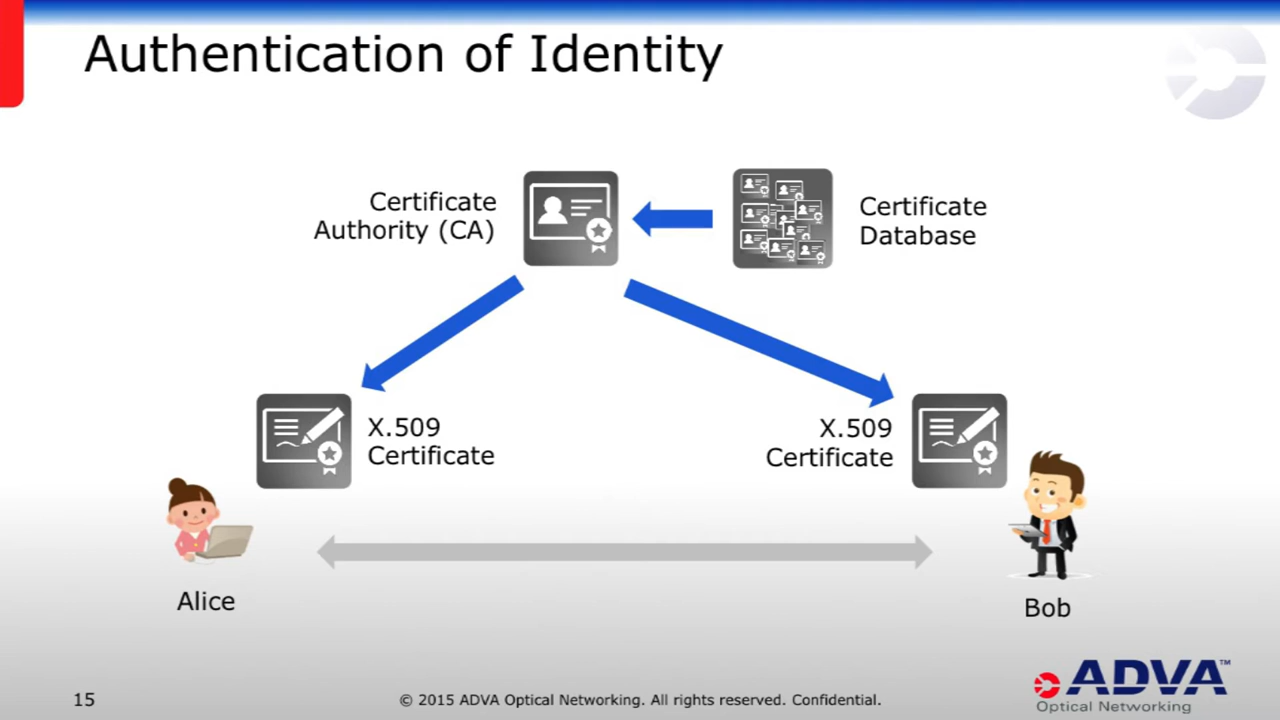 Authentication of Identity
Certificate
Authority (CA)
Certificate
Database
X.509
Certificate
X.509
Certificate
Alice
Bob
15
© 2015 ADVA Optical Networking. All rights reserved. Confidential.
ADVA™
Optical Networking